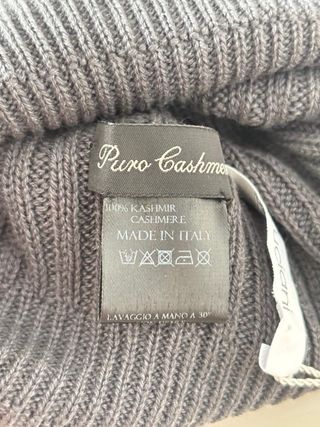 Puro Cashme
100% KASHMIR
CASHMERE
MADE IN ITALY
LAVAGGIO A MANO A 30°